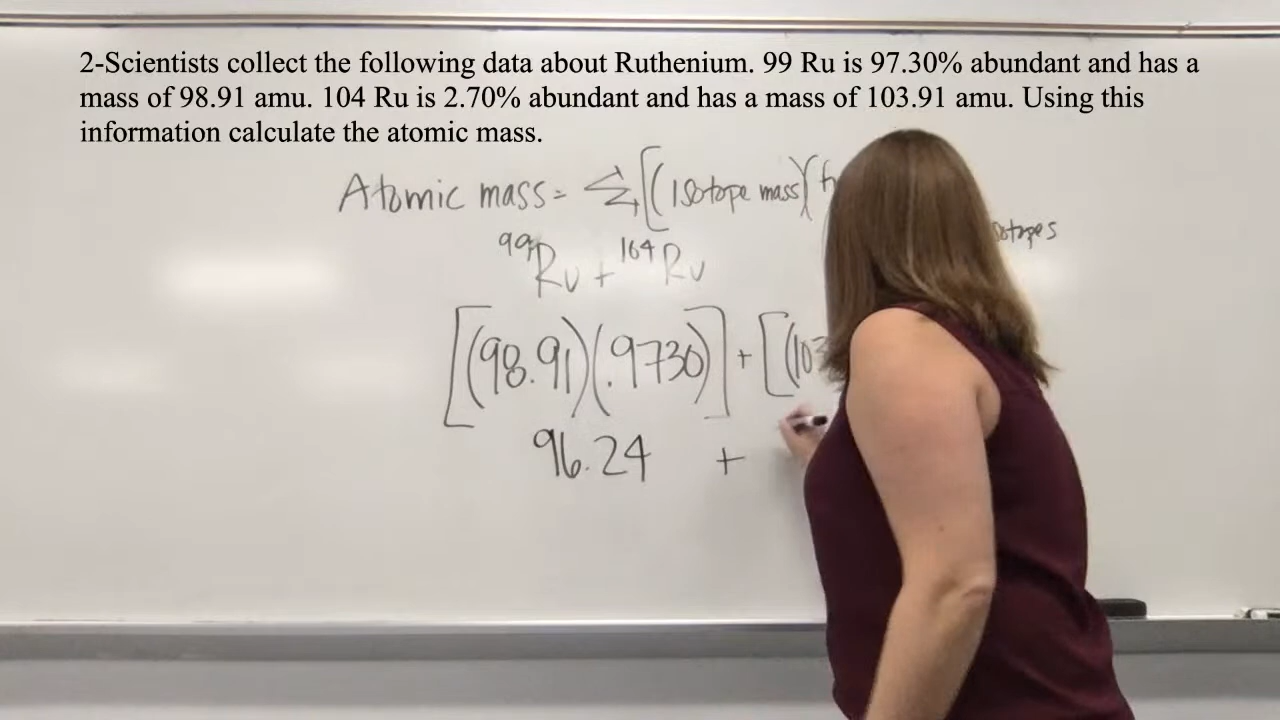 2-Scientists collect the following data about Ruthenium. 99 Ru is 97.30% abundant and has a
mass of 98.91 amu. 104 Ru is 2.70% abundant and has a mass of 103.91 amu. Using this
information calculate the atomic mass.
Atomic mass = Σ[(Isotope mass)(
99Ru + 104Ru
[(98.91)(.9730)] + [(103
96.24 +